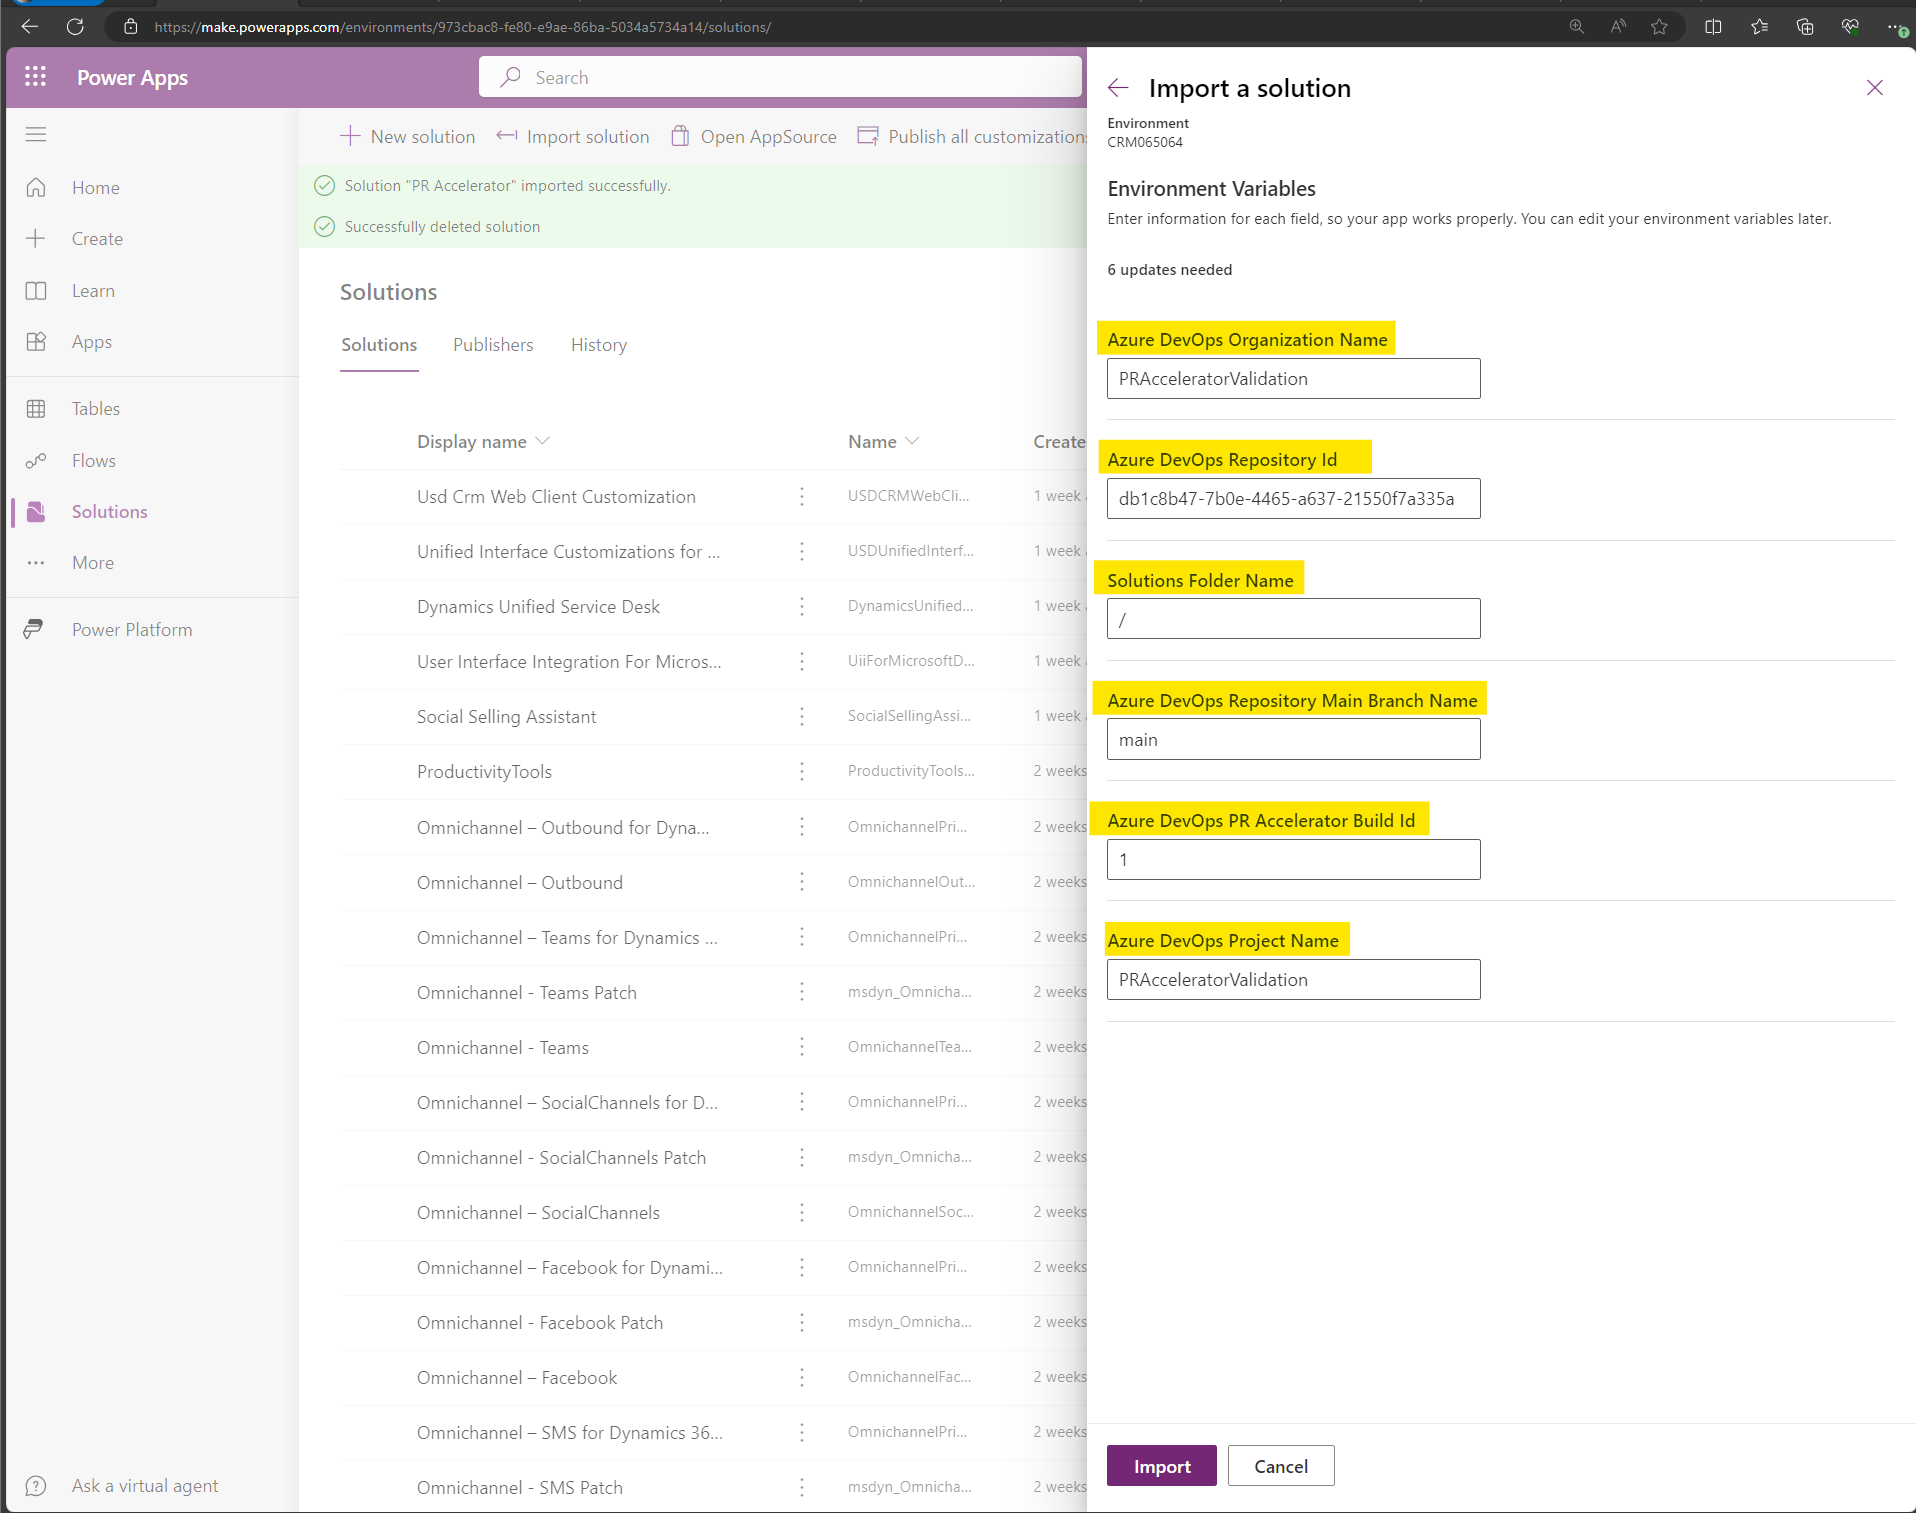 https://make.powerapps.com/environments/973cbac8-fe80-e9ae-86ba-5034a5734a14/solutions/
Power Apps
Search
Home
Create
Learn
Apps
Tables
Flows
Solutions
More
Power Platform
Ask a virtual agent
New solution
Import solution
Open AppSource
Publish all customizations
Solution "PR Accelerator" imported successfully.
Successfully deleted solution
Solutions
Solutions Publishers History
Display name Name Create
Usd Crm Web Client Customization USDCRMWebCli... 1 week
Unified Interface Customizations for ... USDUnifiedInterf... 1 week
Dynamics Unified Service Desk DynamicsUnified... 1 week
User Interface Integration For Micros... UiiForMicrosoftD... 1 week
Social Selling Assistant SocialSellingAssi... 1 week
ProductivityTools ProductivityTools... 2 weeks
Omnichannel – Outbound for Dyna... OmnichannelPri... 2 weeks
Omnichannel – Outbound OmnichannelOut... 2 weeks
Omnichannel – Teams for Dynamics ... OmnichannelPri... 2 weeks
Omnichannel - Teams Patch msdyn_Omnicha... 2 weeks
Omnichannel - Teams OmnichannelTea... 2 weeks
Omnichannel – SocialChannels for D... OmnichannelPri... 2 weeks
Omnichannel - SocialChannels Patch msdyn_Omnicha... 2 weeks
Omnichannel – SocialChannels OmnichannelSoc... 2 weeks
Omnichannel – Facebook for Dynami... OmnichannelPri... 2 weeks
Omnichannel - Facebook Patch msdyn_Omnicha... 2 weeks
Omnichannel – Facebook OmnichannelFac... 2 weeks
Omnichannel – SMS for Dynamics 36... OmnichannelPri... 2 weeks
Omnichannel - SMS Patch msdyn_Omnicha... 2 weeks
Import a solution
Environment
CRM065064
Environment Variables
Enter information for each field, so your app works properly. You can edit your environment variables later.
6 updates needed
Azure DevOps Organization Name
PRAcceleratorValidation
Azure DevOps Repository Id
db1c8b47-7b0e-4465-a637-21550f7a335a
Solutions Folder Name
/
Azure DevOps Repository Main Branch Name
main
Azure DevOps PR Accelerator Build Id
1
Azure DevOps Project Name
PRAcceleratorValidation
Import Cancel